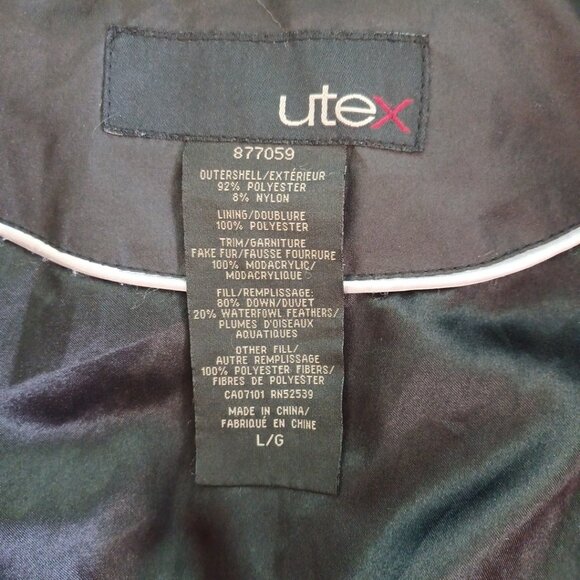 utex
877059
OUTERSHELL/EXTÉRIEUR
92% POLYESTER
8% NYLON
LINING/DOUBLURE
100% POLYESTER
TRIM/GARNITURE
FAKE FUR/FAUSSE FOURRURE
100% MODACRYLIC/
MODACRYLIQUE
FILL/REMPLISSAGE:
80% DOWN/DUVET
20% WATERFOWL FEATHERS/
PLUMES D'OISEAUX
AQUATIQUES
OTHER FILL/
AUTRE REMPLISSAGE
100% POLYESTER FIBERS/
FIBRES DE POLYESTER
CA07101 RN52539
MADE IN CHINA/
FABRIQUÉ EN CHINE
L/G